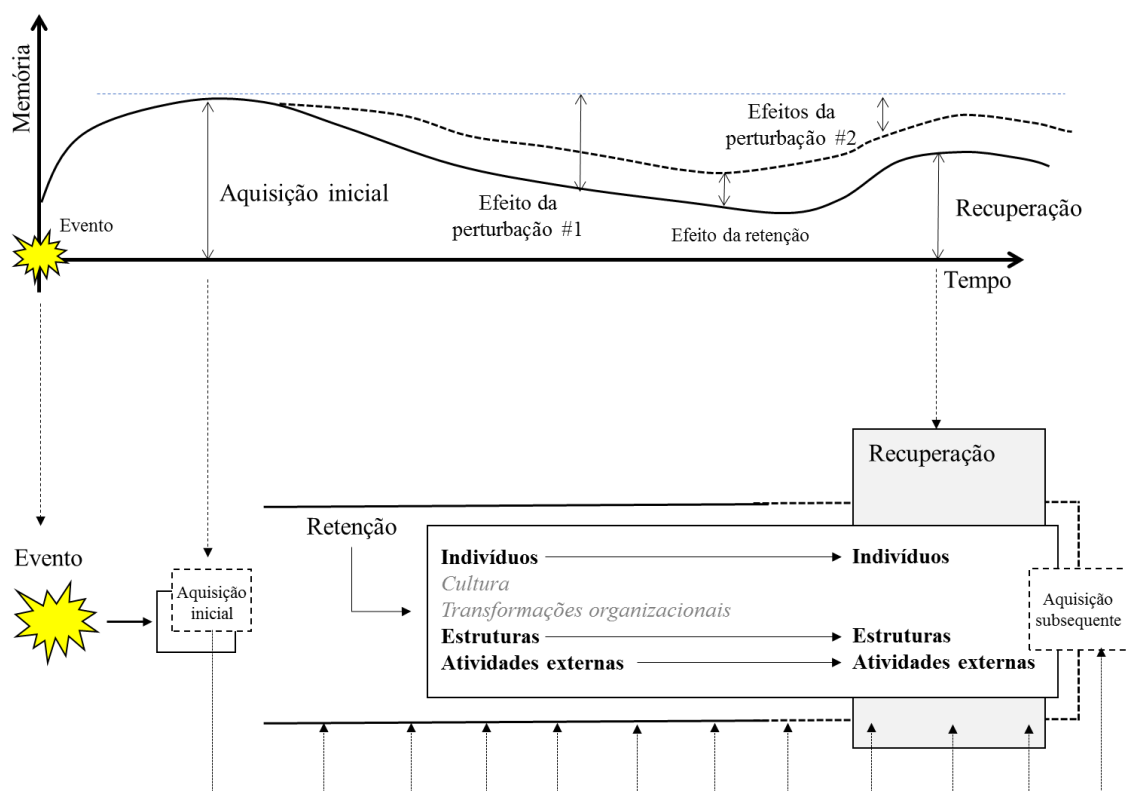 Memória
Evento
Aquisição inicial
Efeito da
perturbação #1
Efeitos da
perturbação #2
Efeito da retenção
Recuperação
Tempo
Recuperação
Retenção
Evento
Aquisição
inicial
Indivíduos
Indivíduos
Cultura
Transformações organizacionais
Estruturas
Estruturas
Atividades externas
Atividades externas
Aquisição
subsequente